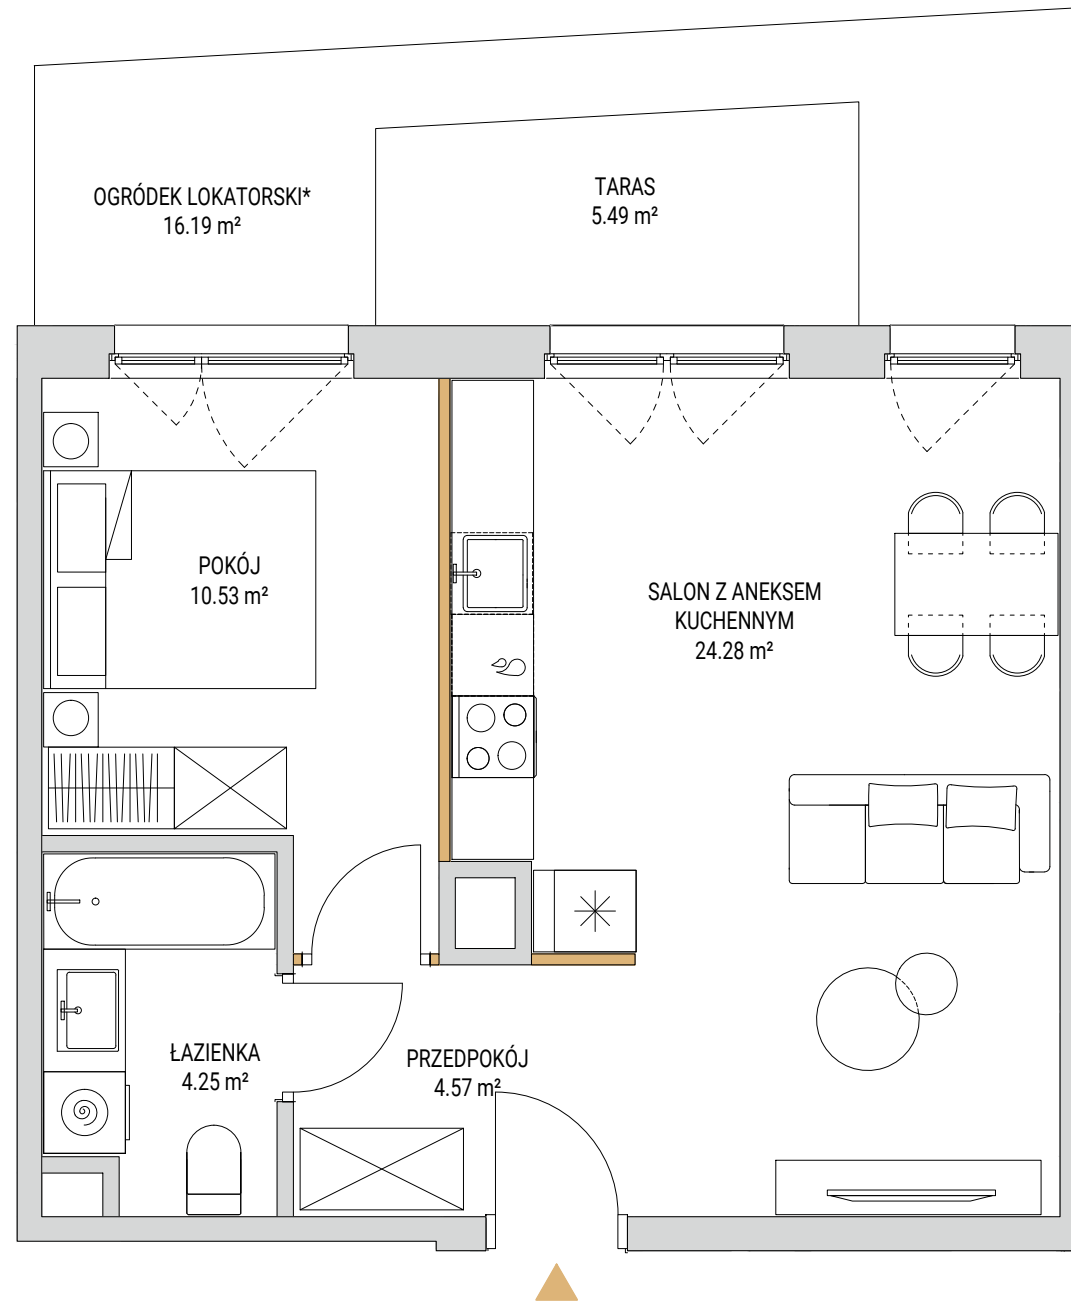 OGRÓDEK LOKATORSKI*
16.19 m²
TARAS
5.49 m²
POKÓJ
10.53 m²
SALON Z ANEKSEM
KUCHENNYM
24.28 m²
ŁAZIENKA
4.25 m²
PRZEDPOKÓJ
4.57 m²